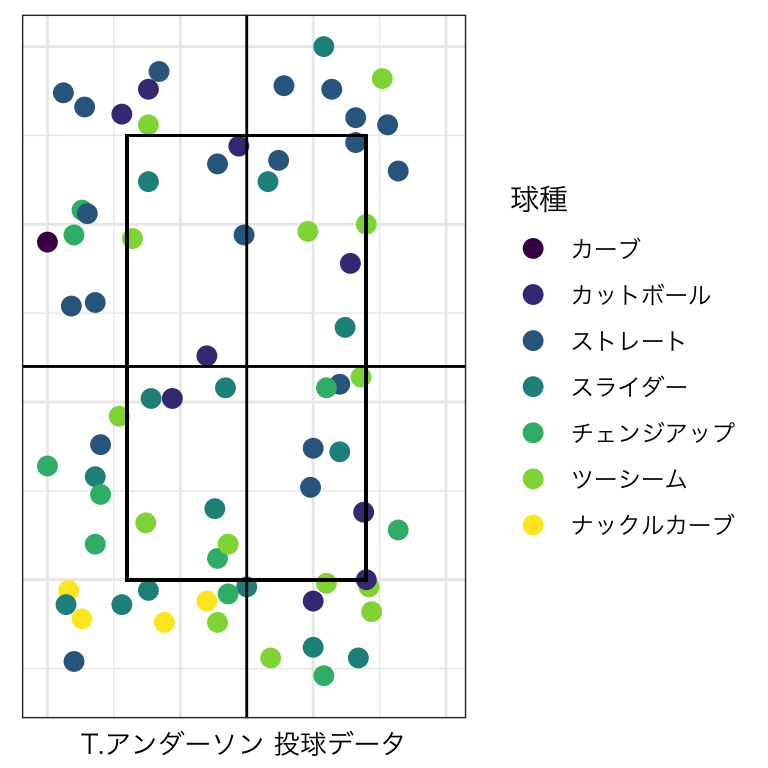 球種
カーブ
カットボール
ストレート
スライダー
チェンジアップ
ツーシーム
ナックルカーブ
T.アンダーソン 投球データ